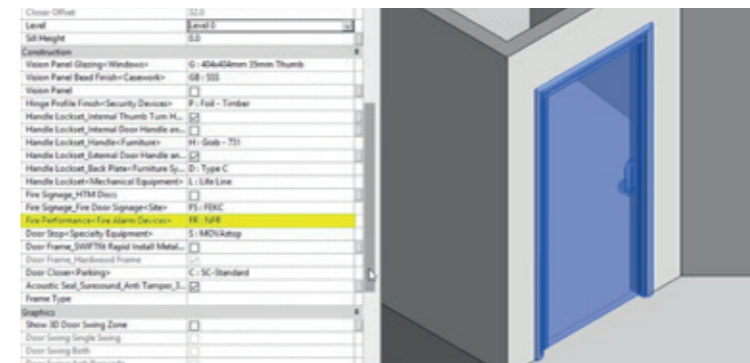 Closer Offset 32.0
Level Level 0
Sill Height 0.0
Construction
Vision Panel Glazing<Windows> G : 404x404mm 35mm Thumb
Vision Panel Bead Finish<Casework> GB : SSS
Vision Panel
Hinge Profile Finish<Security Devices> P : Foil - Timber
Handle Lockset_Internal Thumb Turn H...
Handle Lockset_Internal Door Handle an...
Handle Lockset_Handle<Furniture> H : Grab - 731
Handle Lockset_External Door Handle an...
Handle Lockset_Back Plate<Furniture Sy... D : Type C
Handle Lockset<Mechanical Equipment> L : Life Line
Fire Signage_HTM Discs
Fire Signage_Fire Door Signage<Site> FS : FEKC
Fire Performance<Fire Alarm Devices> FR : NFR
Door Stop<Specialty Equipment> S : MOVAstop
Door Frame_SWIFTfit Rapid Install Metal...
Door Frame_Hardwood Frame
Door Closer<Parking> C : SC-Standard
Acoustic Seal_Suresound_Anti Tamper_3...
Frame Type
Graphics
Show 3D Door Swing Zone
Door Swing Single Swing
Door Swing Both